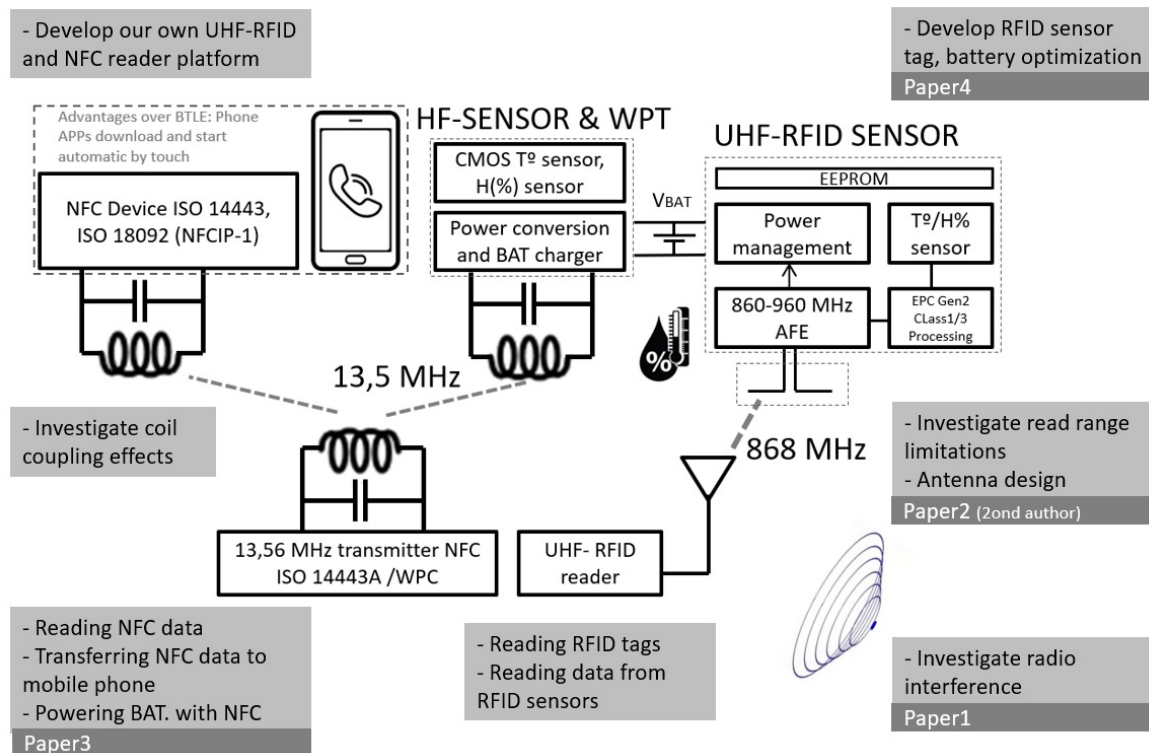 - Develop our own UHF-RFID
and NFC reader platform
- Develop RFID sensor
tag, battery optimization
Paper4
Advantages over BTLE: Phone
APPs download and start
automatic by touch
NFC Device ISO 14443,
ISO 18092 (NFCIP-1)
HF-SENSOR & WPT
CMOS Tº sensor,
H(%) sensor
Power conversion
and BAT charger
VBAT
UHF-RFID SENSOR
EEPROM
Power
management
Tº/H%
sensor
860-960 MHz
AFE
EPC Gen2
CLass1/3
Processing
%
13,5 MHz
868 MHz
- Investigate coil
coupling effects
- Investigate read range
limitations
- Antenna design
Paper2 (2ond author)
13,56 MHz transmitter NFC
ISO 14443A /WPC
UHF- RFID
reader
- Reading NFC data
- Transferring NFC data to
mobile phone
- Powering BAT. with NFC
Paper3
- Reading RFID tags
- Reading data from
RFID sensors
- Investigate radio
interference
Paper1